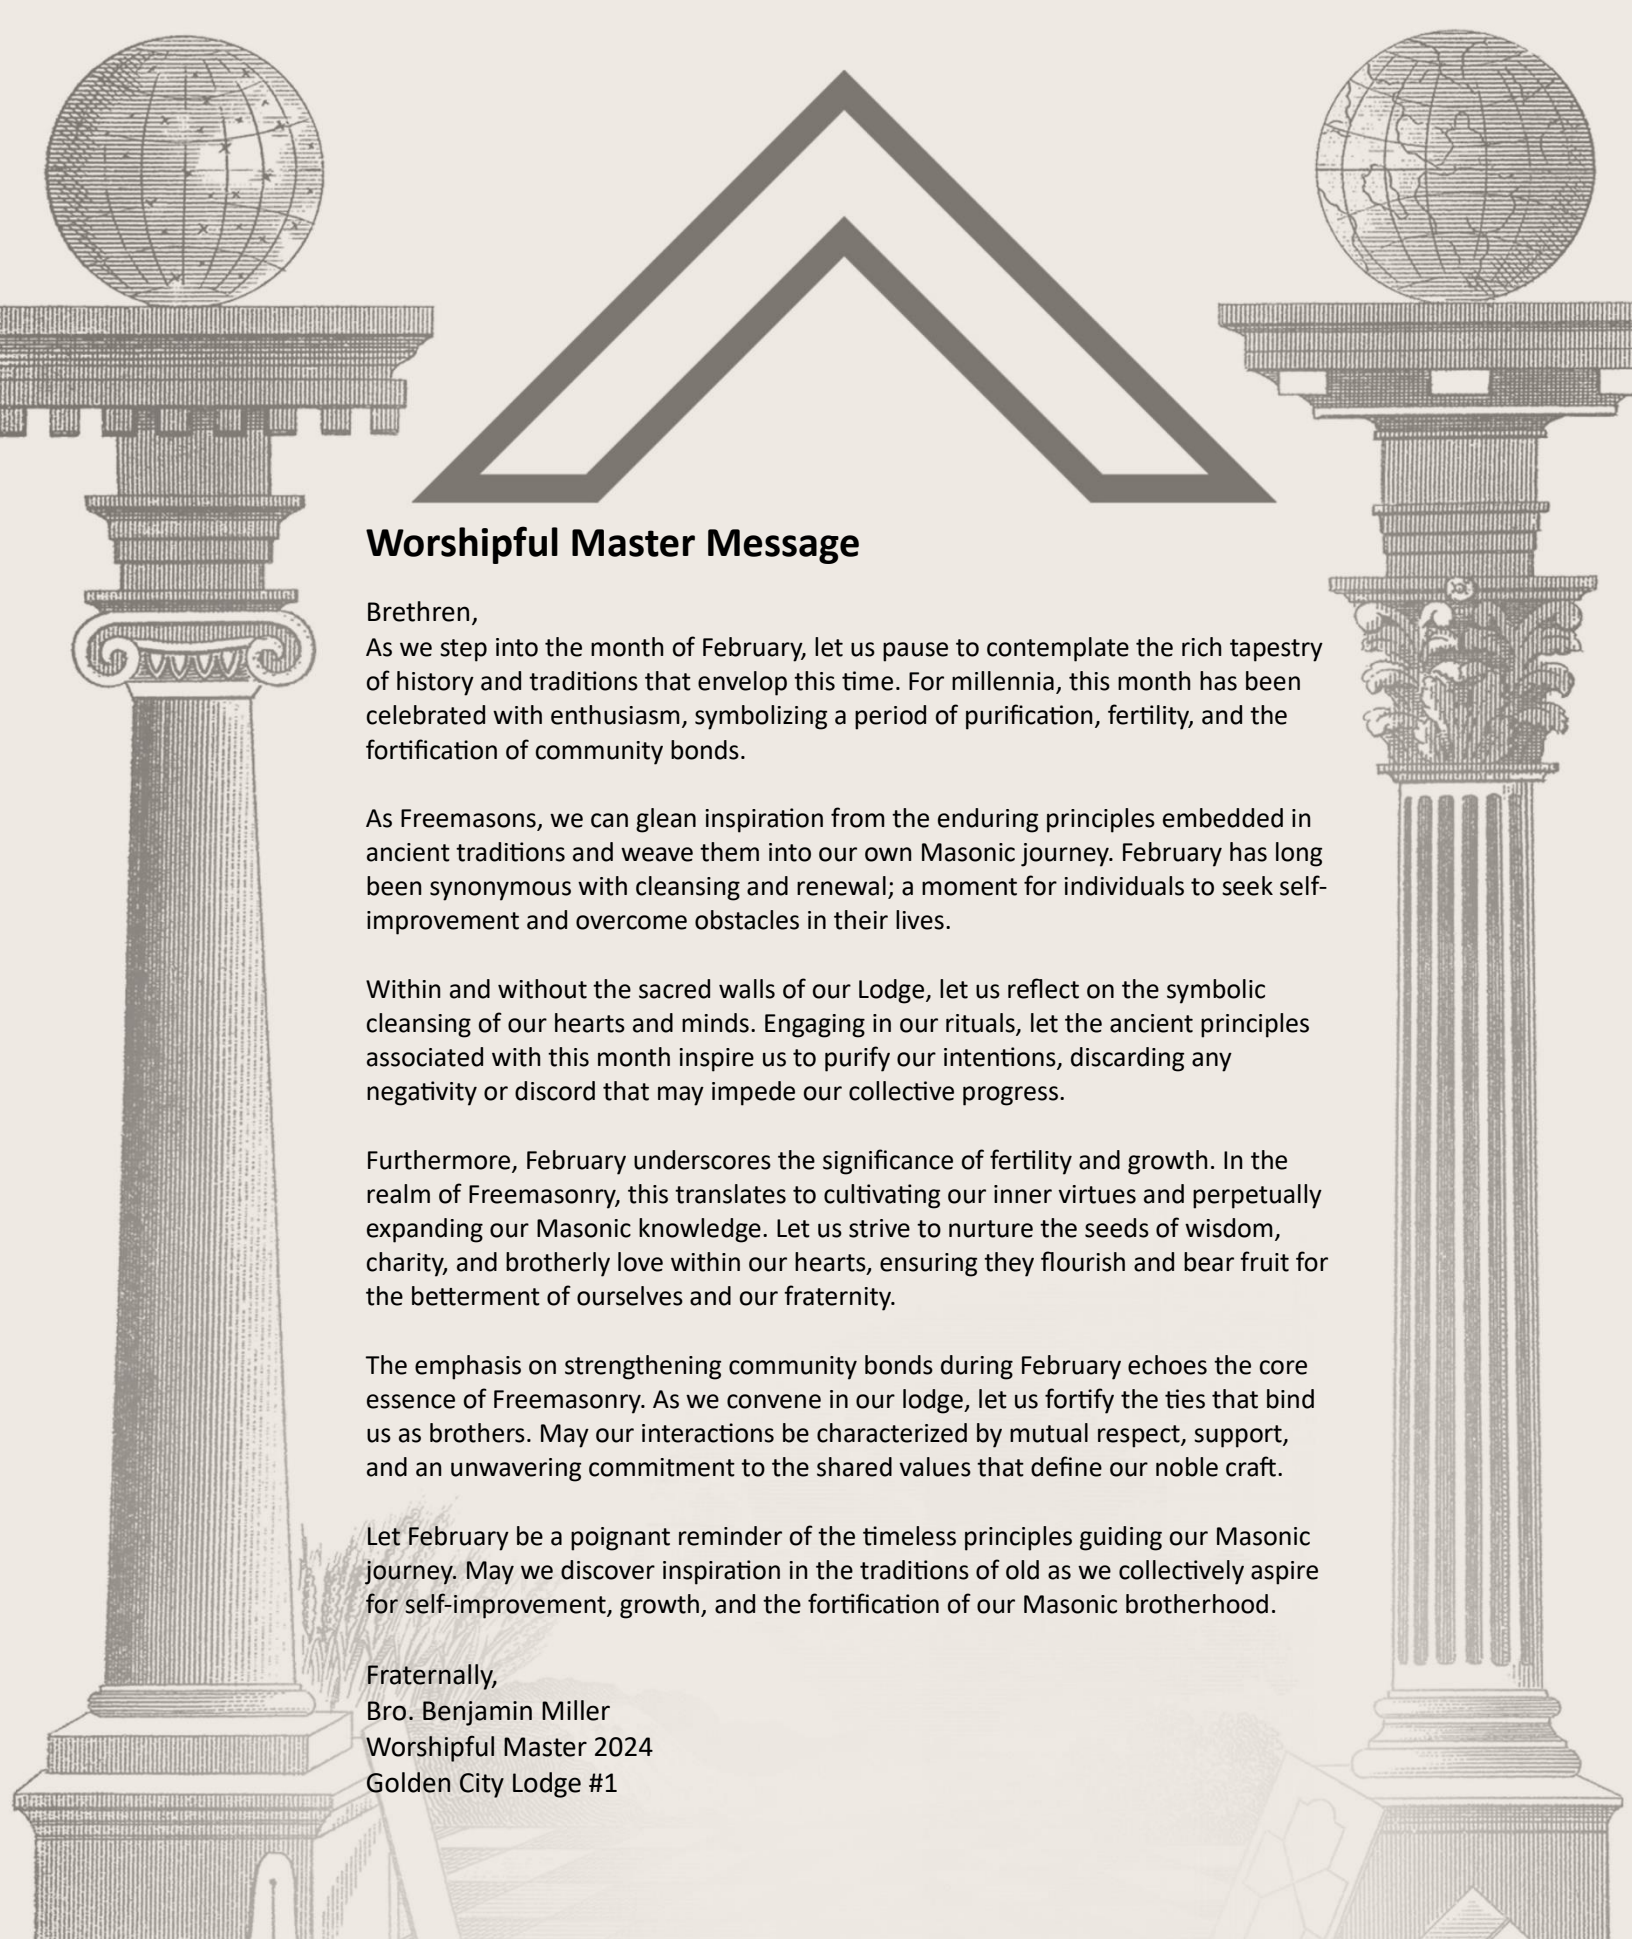 Worshipful Master Message
Brethren,
As we step into the month of February, let us pause to contemplate the rich tapestry
of history and traditions that envelop this time. For millennia, this month has been
celebrated with enthusiasm, symbolizing a period of purification, fertility, and the
fortification of community bonds.
As Freemasons, we can glean inspiration from the enduring principles embedded in
ancient traditions and weave them into our own Masonic journey. February has long
been synonymous with cleansing and renewal; a moment for individuals to seek self-
improvement and overcome obstacles in their lives.
Within and without the sacred walls of our Lodge, let us reflect on the symbolic
cleansing of our hearts and minds. Engaging in our rituals, let the ancient principles
associated with this month inspire us to purify our intentions, discarding any
negativity or discord that may impede our collective progress.
Furthermore, February underscores the significance of fertility and growth. In the
realm of Freemasonry, this translates to cultivating our inner virtues and perpetually
expanding our Masonic knowledge. Let us strive to nurture the seeds of wisdom,
charity, and brotherly love within our hearts, ensuring they flourish and bear fruit for
the betterment of ourselves and our fraternity.
The emphasis on strengthening community bonds during February echoes the core
essence of Freemasonry. As we convene in our lodge, let us fortify the ties that bind
us as brothers. May our interactions be characterized by mutual respect, support,
and an unwavering commitment to the shared values that define our noble craft.
Let February be a poignant reminder of the timeless principles guiding our Masonic
journey. May we discover inspiration in the traditions of old as we collectively aspire
for self-improvement, growth, and the fortification of our Masonic brotherhood.
Fraternally,
Bro. Benjamin Miller
Worshipful Master 2024
Golden City Lodge #1